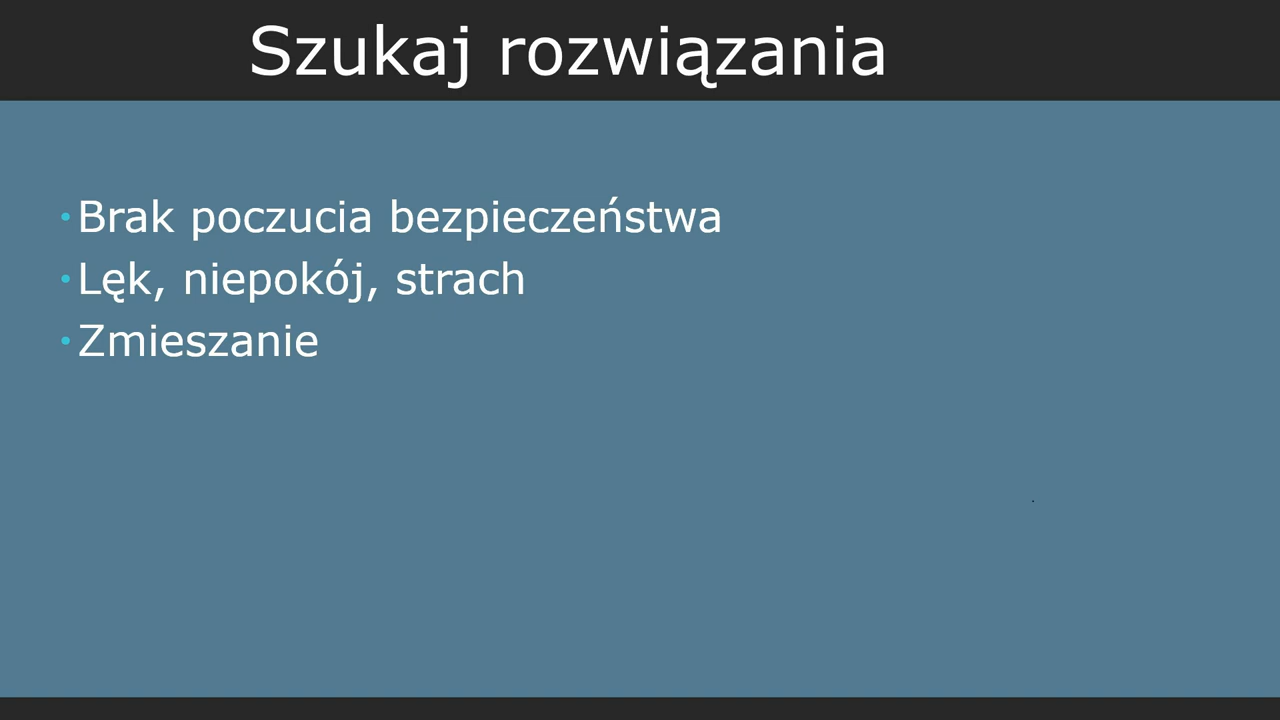 Szukaj rozwiązania
•Brak poczucia bezpieczeństwa
•Lęk, niepokój, strach
•Zmieszanie